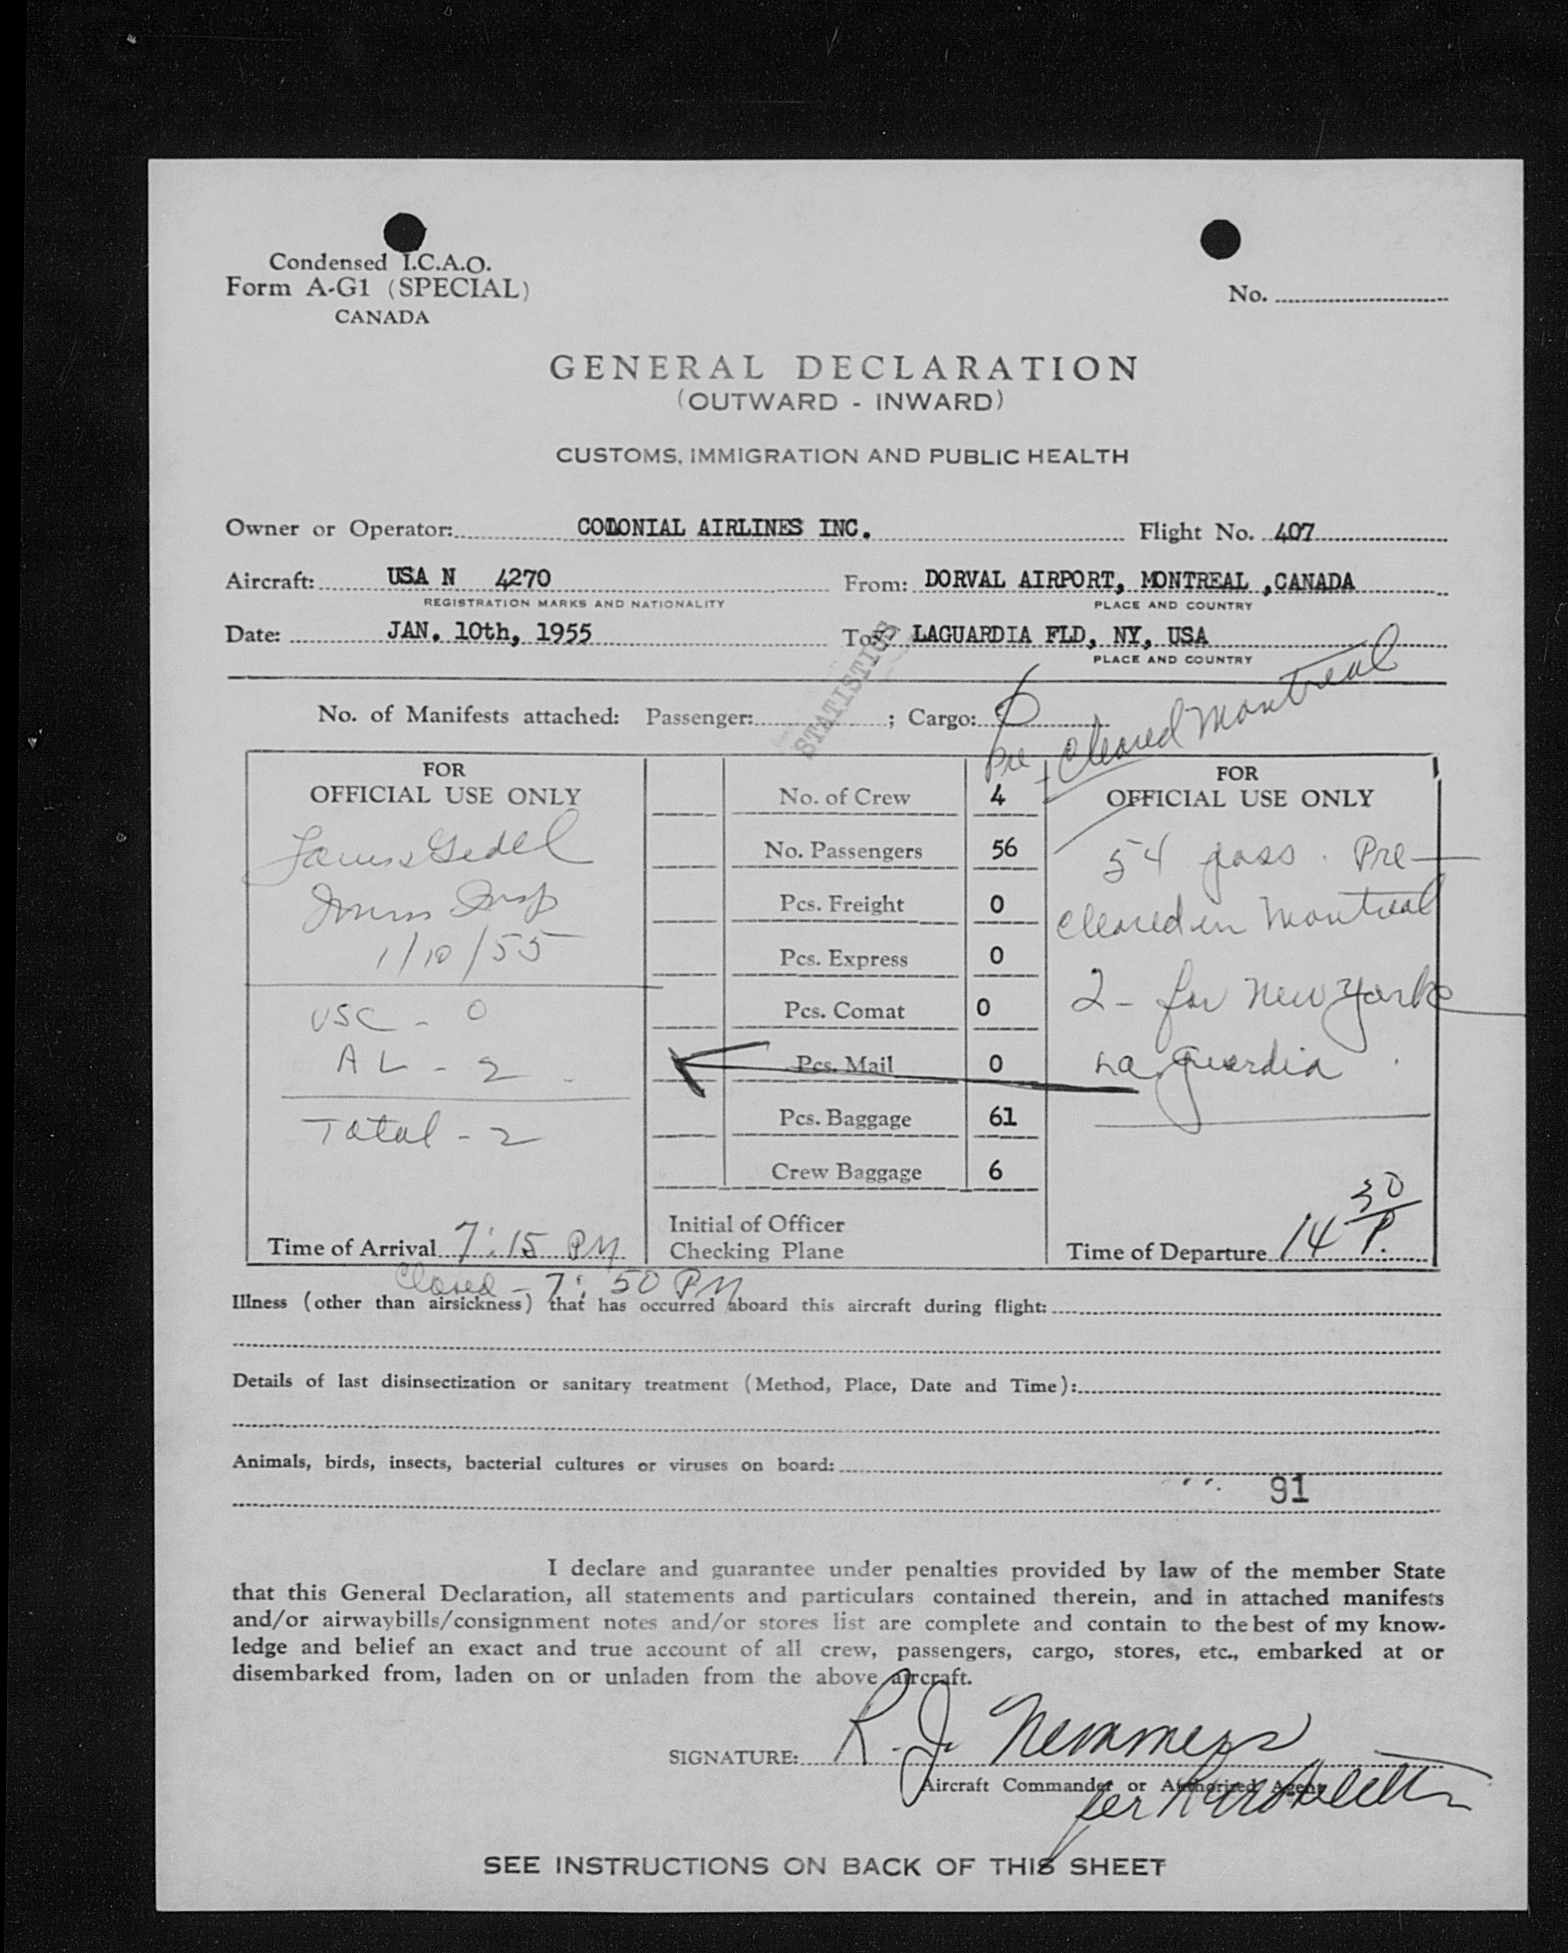 Condensed I.C.A.O.
Form A-G1 (SPECIAL)
CANADA
No.
GENERAL DECLARATION
(OUTWARD - INWARD)
CUSTOMS, IMMIGRATION AND PUBLIC HEALTH
Owner or Operator: COLONIAL AIRLINES INC. Flight No. 407
Aircraft: USA N 4270 From: DORVAL AIRPORT, MONTREAL ,CANADA
REGISTRATION MARKS AND NATIONALITY PLACE AND COUNTRY
Date: JAN. 10th, 1955 To: LAGUARDIA FLD, NY, USA
PLACE AND COUNTRY
STATISTICS
No. of Manifests attached: Passenger: ; Cargo:
Pre-cleared Montreal
FOR
OFFICIAL USE ONLY
Imm Insp
1/10/55
USC - 0
AL - 2
Total - 2
Time of Arrival 7:15 PM
Closed - 7:50 PM
No. of Crew 4
No. Passengers 56
Pcs. Freight 0
Pcs. Express 0
Pcs. Comat 0
Pcs. Mail 0
Pcs. Baggage 61
Crew Baggage 6
Initial of Officer
Checking Plane
FOR
OFFICIAL USE ONLY
54 pass. Pre-
cleared in Montreal
2- for New York
La Guardia
Time of Departure 14 30 P.
Illness (other than airsickness) that has occurred aboard this aircraft during flight:
Details of last disinsectization or sanitary treatment (Method, Place, Date and Time):
Animals, birds, insects, bacterial cultures or viruses on board:
91
I declare and guarantee under penalties provided by law of the member State
that this General Declaration, all statements and particulars contained therein, and in attached manifests
and/or airwaybills/consignment notes and/or stores list are complete and contain to the best of my know-
ledge and belief an exact and true account of all crew, passengers, cargo, stores, etc., embarked at or
disembarked from, laden on or unladen from the above aircraft.
SIGNATURE: R. J. Nemmers
Aircraft Commander or Authorized Agent
per
SEE INSTRUCTIONS ON BACK OF THIS SHEET